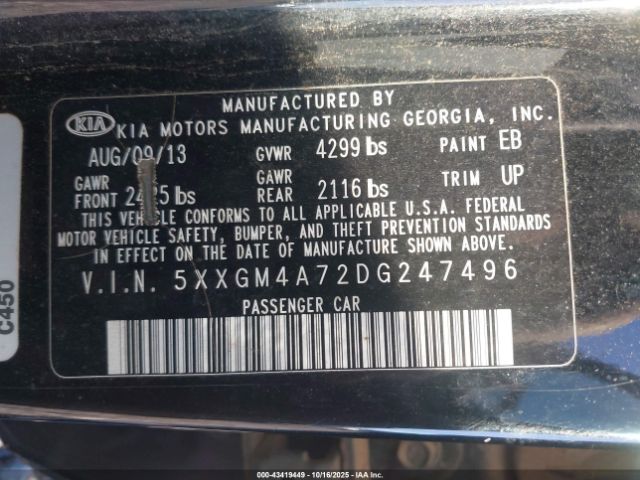 MANUFACTURED BY
KIA KIA MOTORS MANUFACTURING GEORGIA, INC.
AUG/09/13 GVWR 4299 lbs PAINT EB
GAWR FRONT lbs GAWR REAR 2116 lbs TRIM UP
THIS VEHICLE CONFORMS TO ALL APPLICABLE U.S.A. FEDERAL
MOTOR VEHICLE SAFETY, BUMPER, AND THEFT PREVENTION STANDARDS
IN EFFECT ON THE DATE OF MANUFACTURE SHOWN ABOVE.
V.I.N. 5XXGM4A72DG247496
PASSENGER CAR
C450
000-43419449 - 10/16/2025 - IAAI.COM